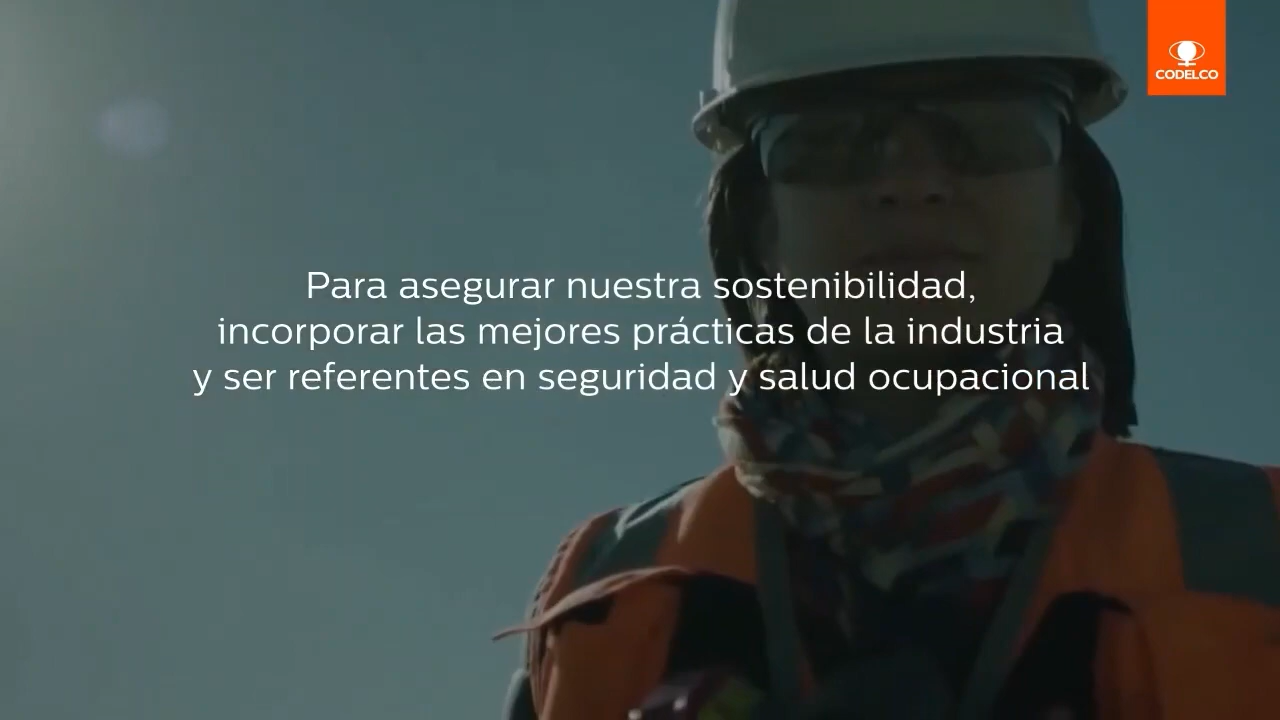 CODELCO
Para asegurar nuestra sostenibilidad,
incorporar las mejores prácticas de la industria
y ser referentes en seguridad y salud ocupacional